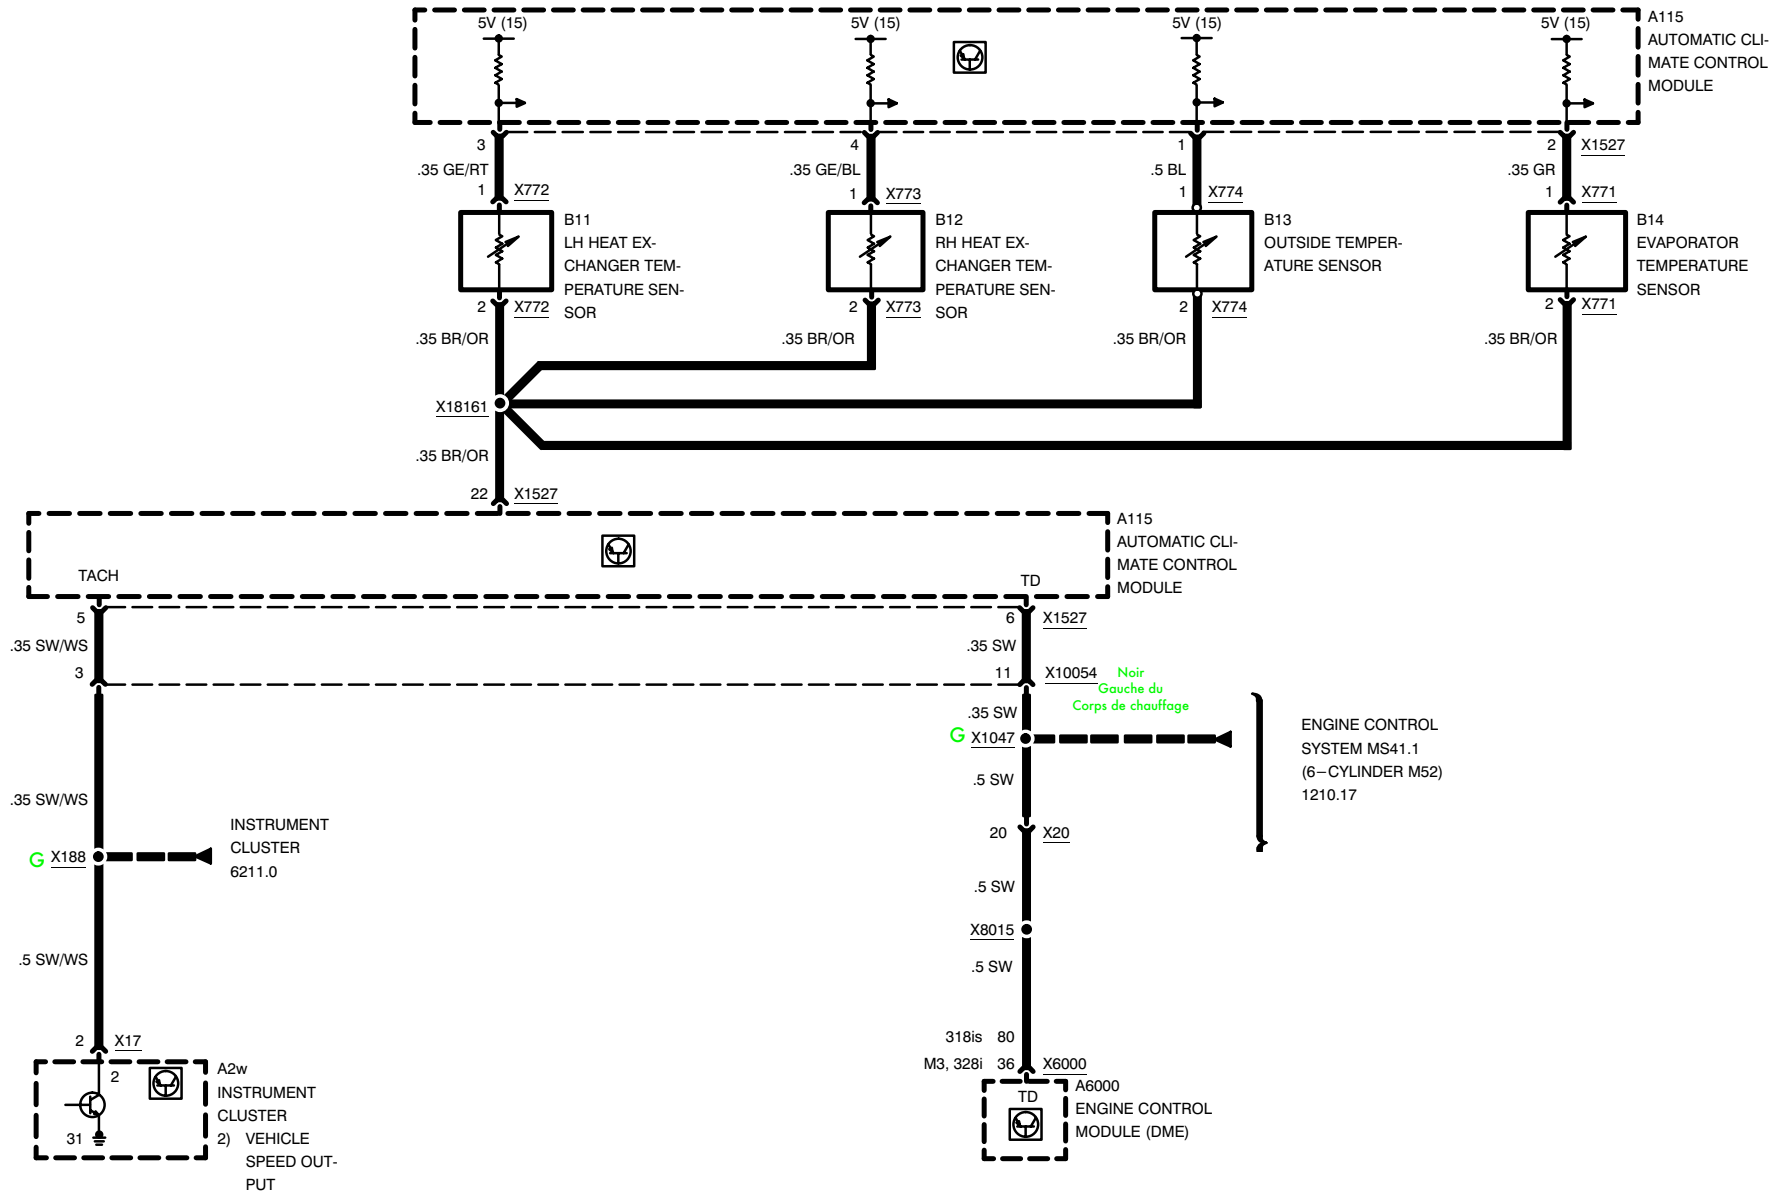 5V (15)
5V (15)
5V (15)
5V (15)
A115
AUTOMATIC CLI-
MATE CONTROL
MODULE
3
4
1
2
X1527
.35 GE/RT
.35 GE/BL
.5 BL
.35 GR
1
X772
1
X773
1
X774
1
X771
B11
LH HEAT EX-
CHANGER TEM-
PERATURE SEN-
SOR
B12
RH HEAT EX-
CHANGER TEM-
PERATURE SEN-
SOR
B13
OUTSIDE TEMPER-
ATURE SENSOR
B14
EVAPORATOR
TEMPERATURE
SENSOR
2
X772
2
X773
2
X774
2
X771
.35 BR/OR
.35 BR/OR
.35 BR/OR
.35 BR/OR
X18161
.35 BR/OR
22
X1527
A115
AUTOMATIC CLI-
MATE CONTROL
MODULE
TACH
TD
5
6
X1527
.35 SW/WS
.35 SW
3
11
X10054
Noir
Gauche du
Corps de chauffage
.35 SW
G
X1047
ENGINE CONTROL
SYSTEM MS41.1
(6−CYLINDER M52)
1210.17
.5 SW
.35 SW/WS
20
X20
INSTRUMENT
CLUSTER
6211.0
G
X188
.5 SW
X8015
.5 SW/WS
.5 SW
318is
80
2
X17
M3, 328i
36
X6000
A2w
INSTRUMENT
CLUSTER
2)
VEHICLE
SPEED OUT-
PUT
2
31
TD
A6000
ENGINE CONTROL
MODULE (DME)